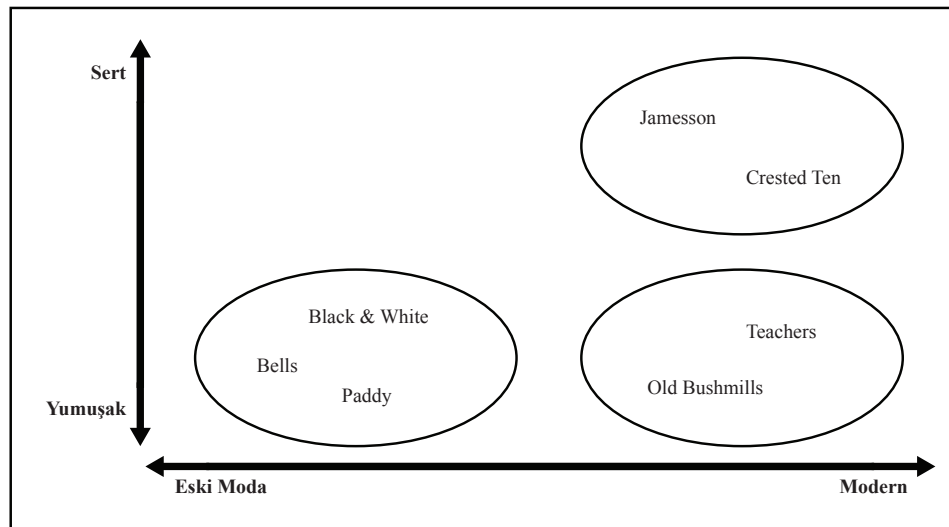 Sert
Jamesson
Crested Ten
Black & White
Teachers
Bells
Old Bushmills
Paddy
Yumuşak
Eski Moda
Modern